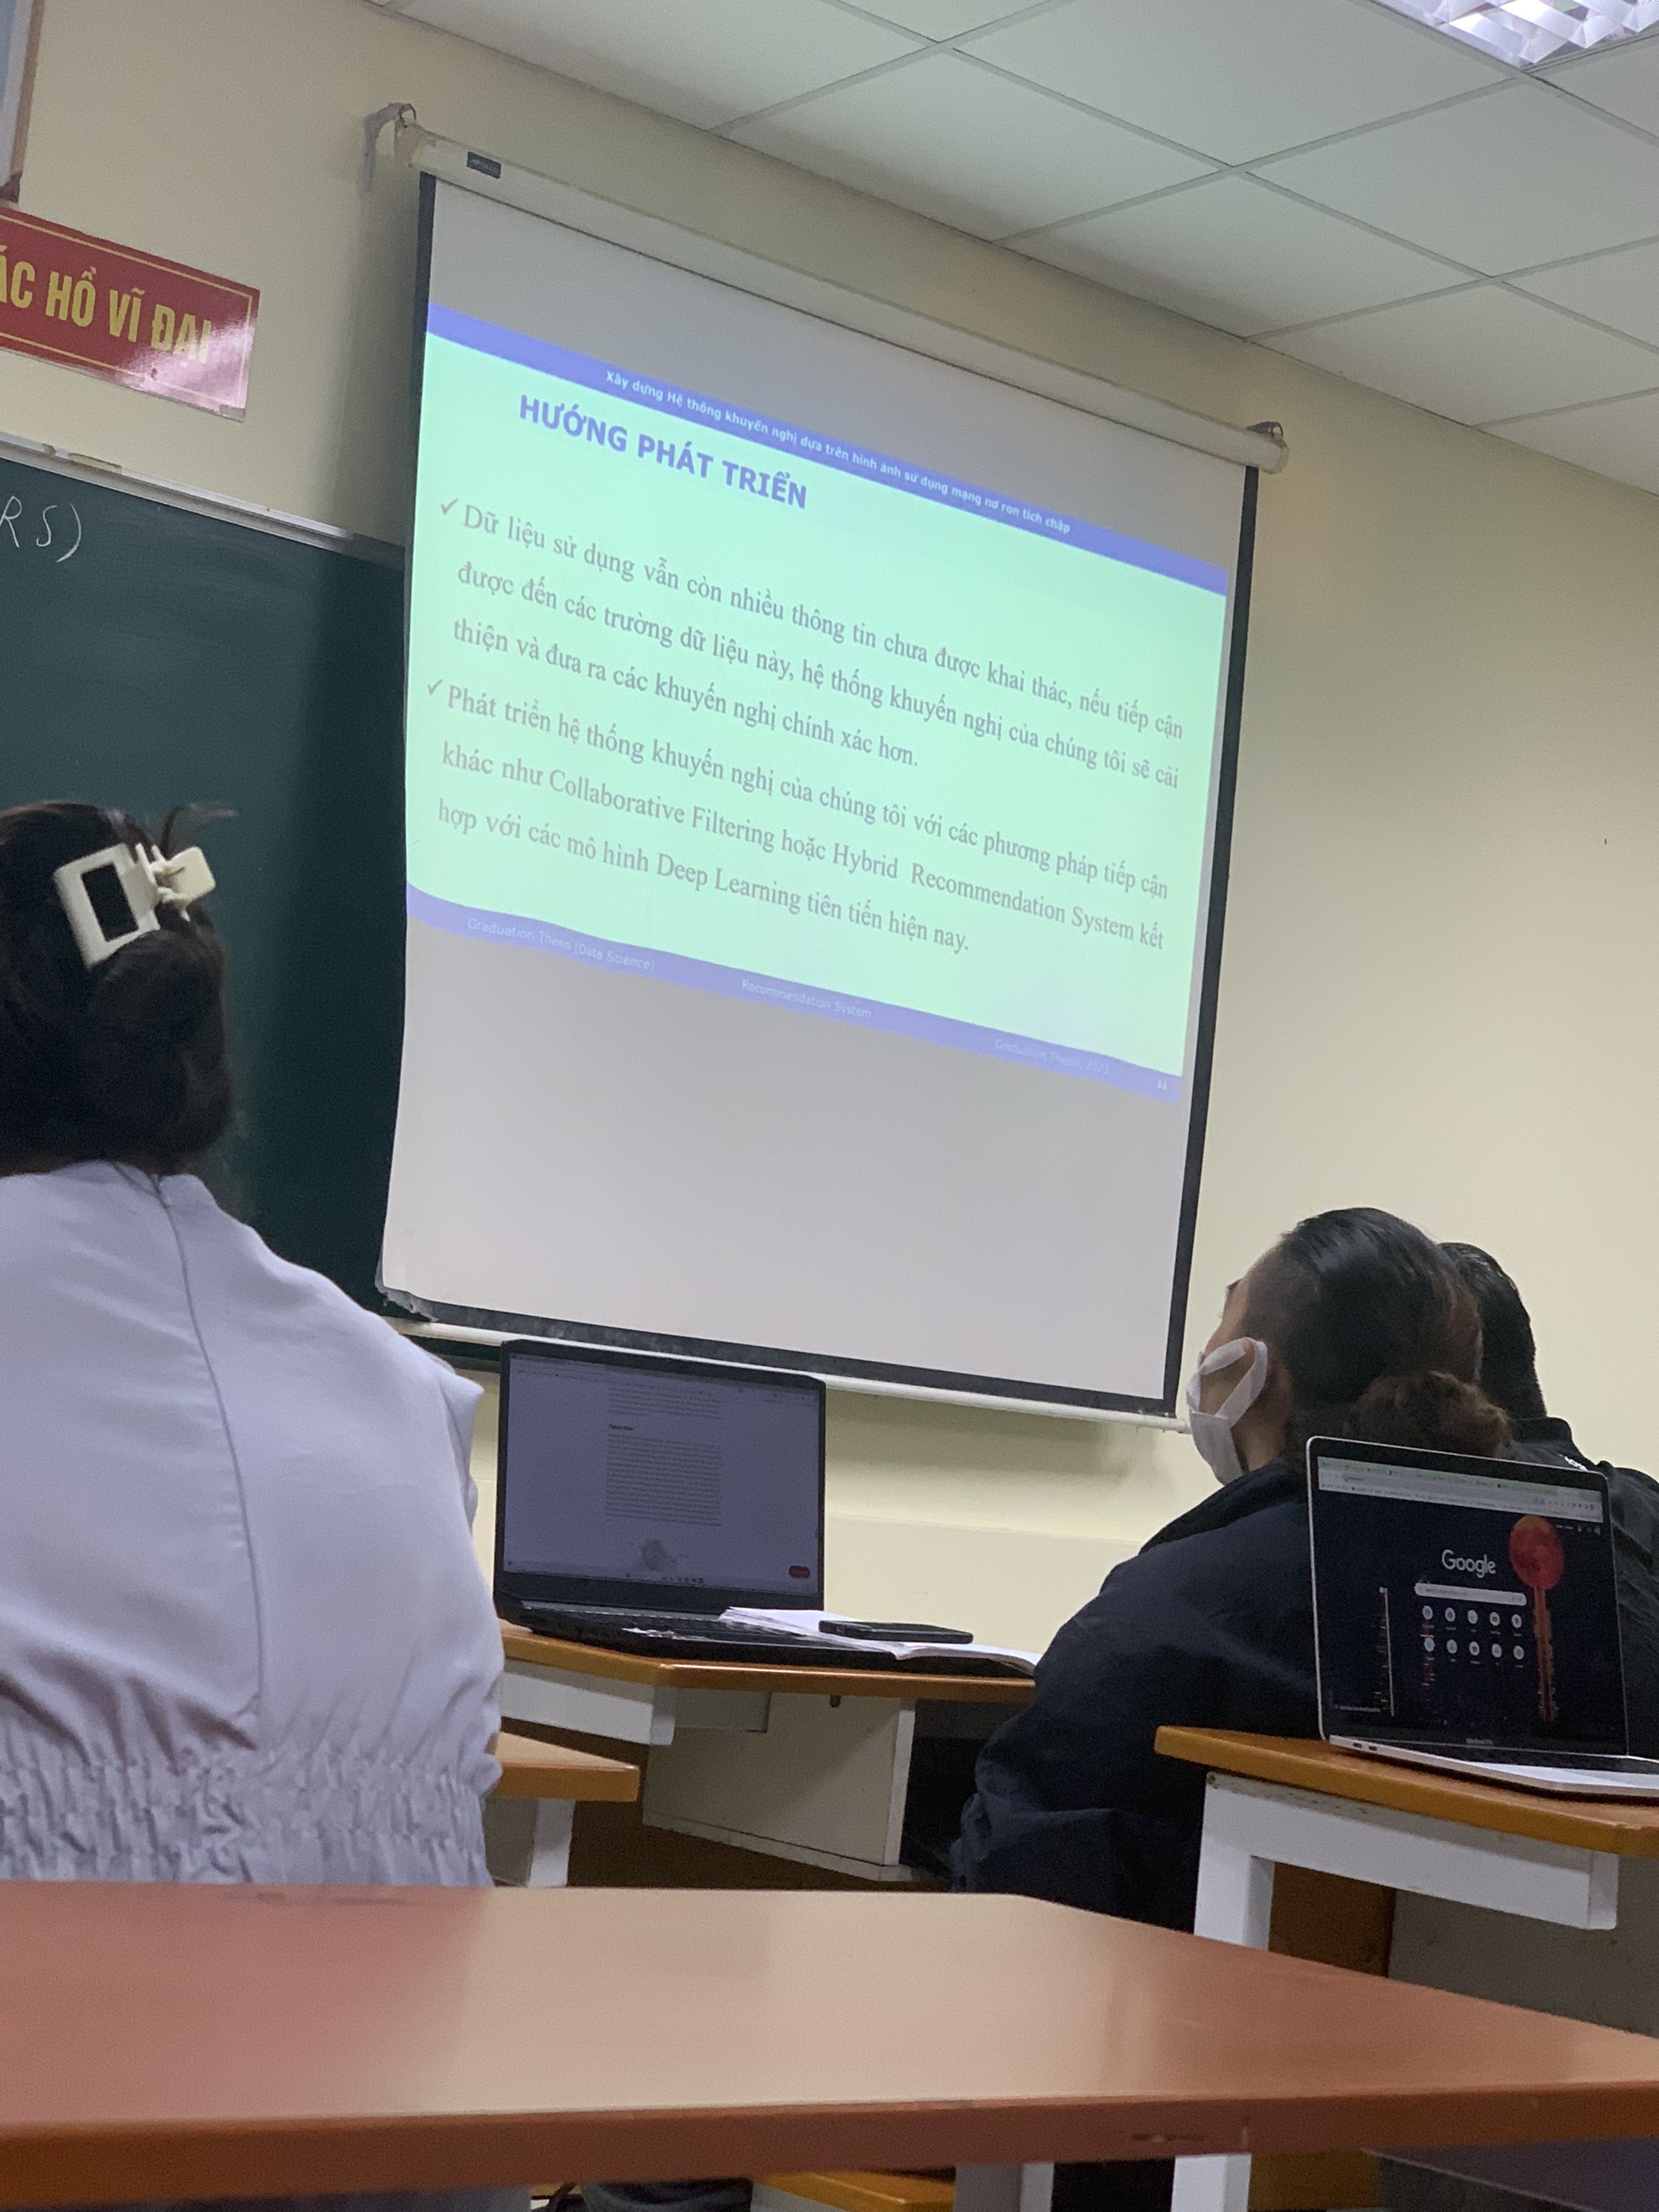 ÁC HỒ VĨ ĐẠI
RS)
Xây dựng Hệ thống khuyến nghị dựa trên hình ảnh sử dụng mạng nơ ron tích chập
HƯỚNG PHÁT TRIỂN
✓ Dữ liệu sử dụng vẫn còn nhiều thông tin chưa được khai thác, nếu tiếp cận
được đến các trường dữ liệu này, hệ thống khuyến nghị của chúng tôi sẽ cải
thiện và đưa ra các khuyến nghị chính xác hơn.
✓ Phát triển hệ thống khuyến nghị của chúng tôi với các phương pháp tiếp cận
khác như Collaborative Filtering hoặc Hybrid Recommendation System kết
hợp với các mô hình Deep Learning tiên tiến hiện nay.
Graduation Thesis (Data Science)
Recommendation System
Graduation Thesis, 2023
Google